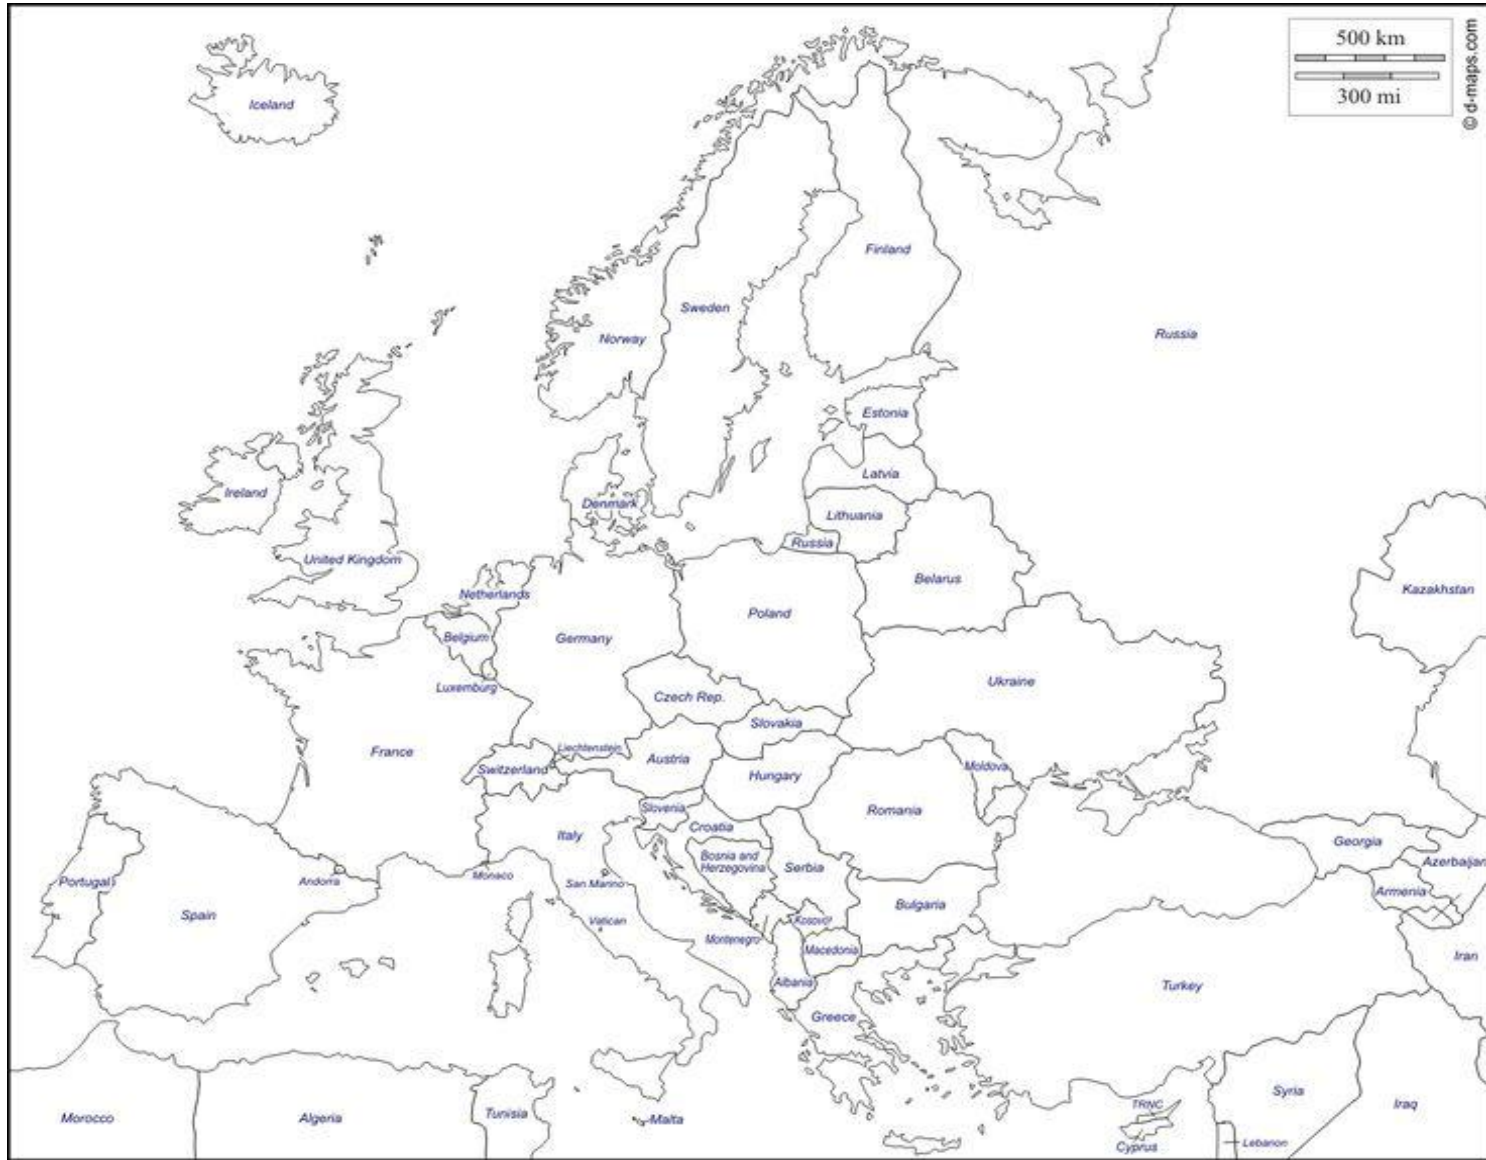 500 km
300 mi
© d-maps.com
Iceland
Finland
Sweden
Norway
Russia
Estonia
Latvia
Ireland
Denmark
Lithuania
Russia
United Kingdom
Netherlands
Belarus
Kazakhstan
Poland
Belgium
Germany
Luxemburg
Czech Rep.
Ukraine
Slovakia
France
Liechtenstein
Austria
Switzerland
Moldova
Hungary
Slovenia
Romania
Croatia
Italy
Georgia
Bosnia and
Herzegovina
Serbia
Azerbaijan
Monaco
Andorra
San Marino
Portugal
Armenia
Bulgaria
Spain
Vatican
Kosovo
Montenegro
Macedonia
Iran
Albania
Turkey
Greece
Syria
TRNC
Iraq
Morocco
Algeria
Tunisia
Malta
Cyprus
Lebanon